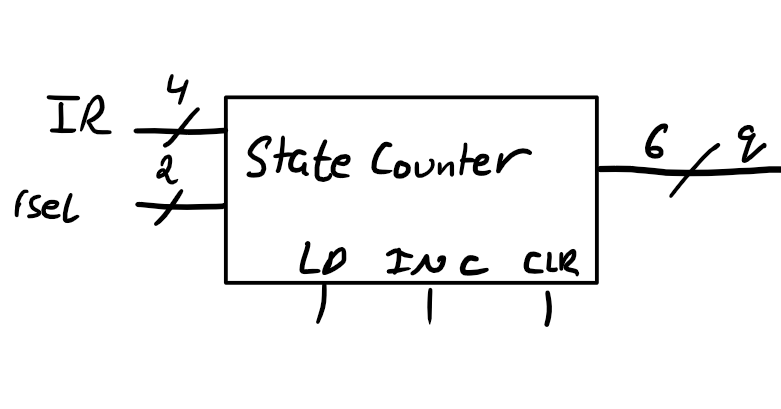 IR
4
State Counter
6
q
rsel
2
LD
INC
CLR